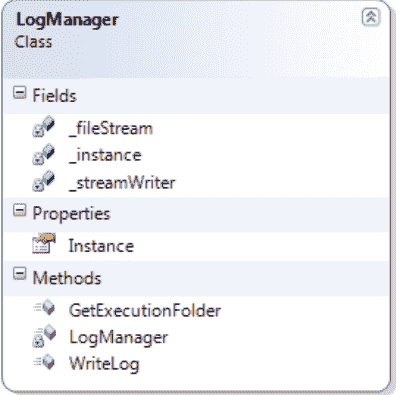 LogManager
Class
Fields
_fileStream
_instance
_streamWriter
Properties
Instance
Methods
GetExecutionFolder
LogManager
WriteLog